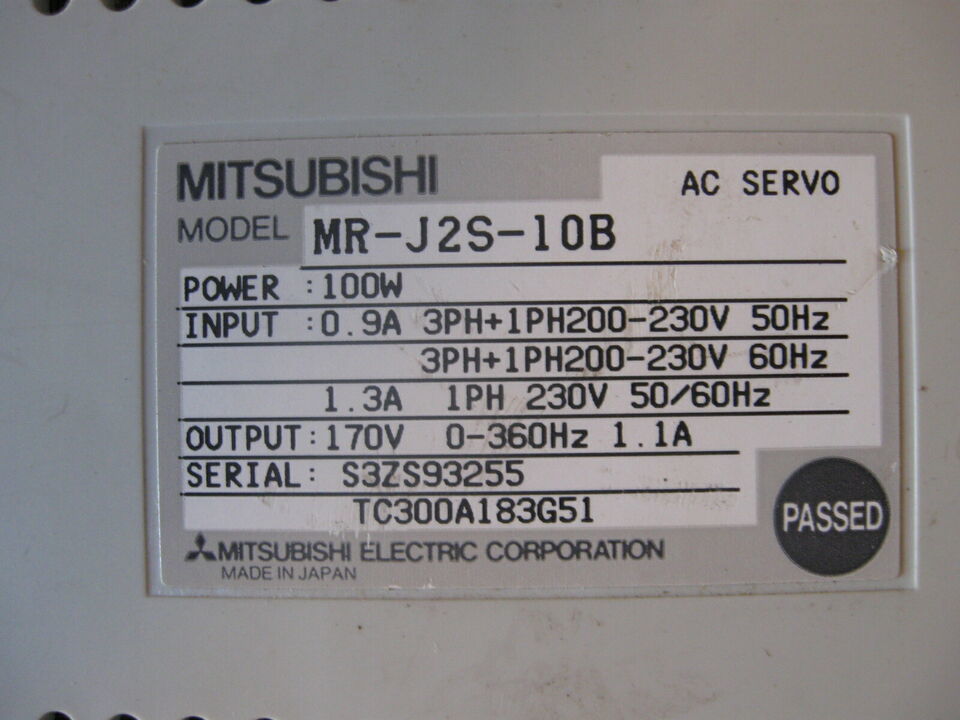 MITSUBISHI
AC SERVO
MODEL MR-J2S-10B
POWER :100W
INPUT :0.9A 3PH+1PH200-230V 50Hz
3PH+1PH200-230V 60Hz
1.3A 1PH 230V 50/60Hz
OUTPUT:170V 0-360Hz 1.1A
SERIAL: S3ZS93255
TC300A183G51
PASSED
MITSUBISHI ELECTRIC CORPORATION
MADE IN JAPAN